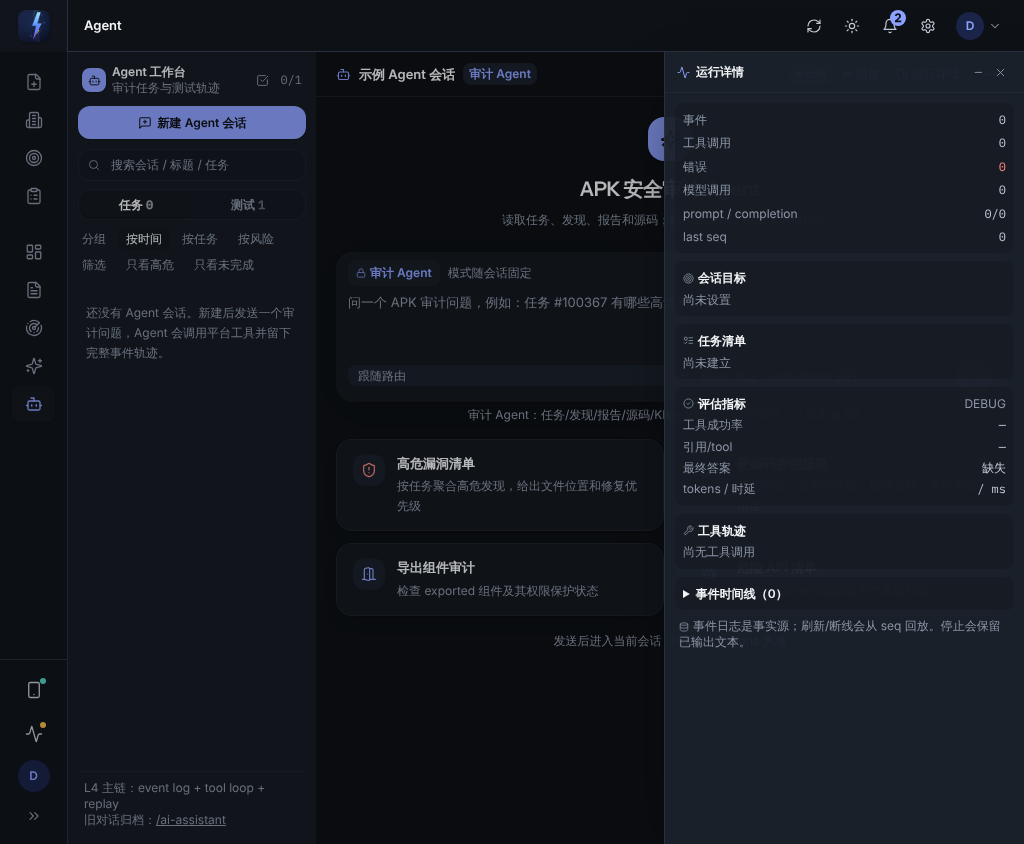 Agent
2
D
Agent 工作台
审计任务与测试轨迹
0/1
新建 Agent 会话
搜索会话 / 标题 / 任务
任务 0
测试 1
分组
按时间
按任务
按风险
筛选
只看高危
只看未完成
还没有 Agent 会话。新建后发送一个审
计问题，Agent 会调用平台工具并留下
完整事件轨迹。
L4 主链：event log + tool loop +
replay
旧对话归档：/ai-assistant
D
示例 Agent 会话
审计 Agent
APK 安全
读取任务、发现、报告和源码
审计 Agent
模式随会话固定
问一个 APK 审计问题，例如：任务 #100367 有哪些高
跟随路由
审计 Agent：任务/发现/报告/源码/K
高危漏洞清单
按任务聚合高危发现，给出文件位置和修复优
先级
导出组件审计
检查 exported 组件及其权限保护状态
发送后进入当前会话
运行详情
事件 0
工具调用 0
错误 0
模型调用 0
prompt / completion 0/0
last seq 0
会话目标
尚未设置
任务清单
尚未建立
评估指标 DEBUG
工具成功率 —
引用/tool —
最终答案 缺失
tokens / 时延 / ms
工具轨迹
尚无工具调用
事件时间线（0）
事件日志是事实源；刷新/断线会从 seq 回放。停止会保留
已输出文本。